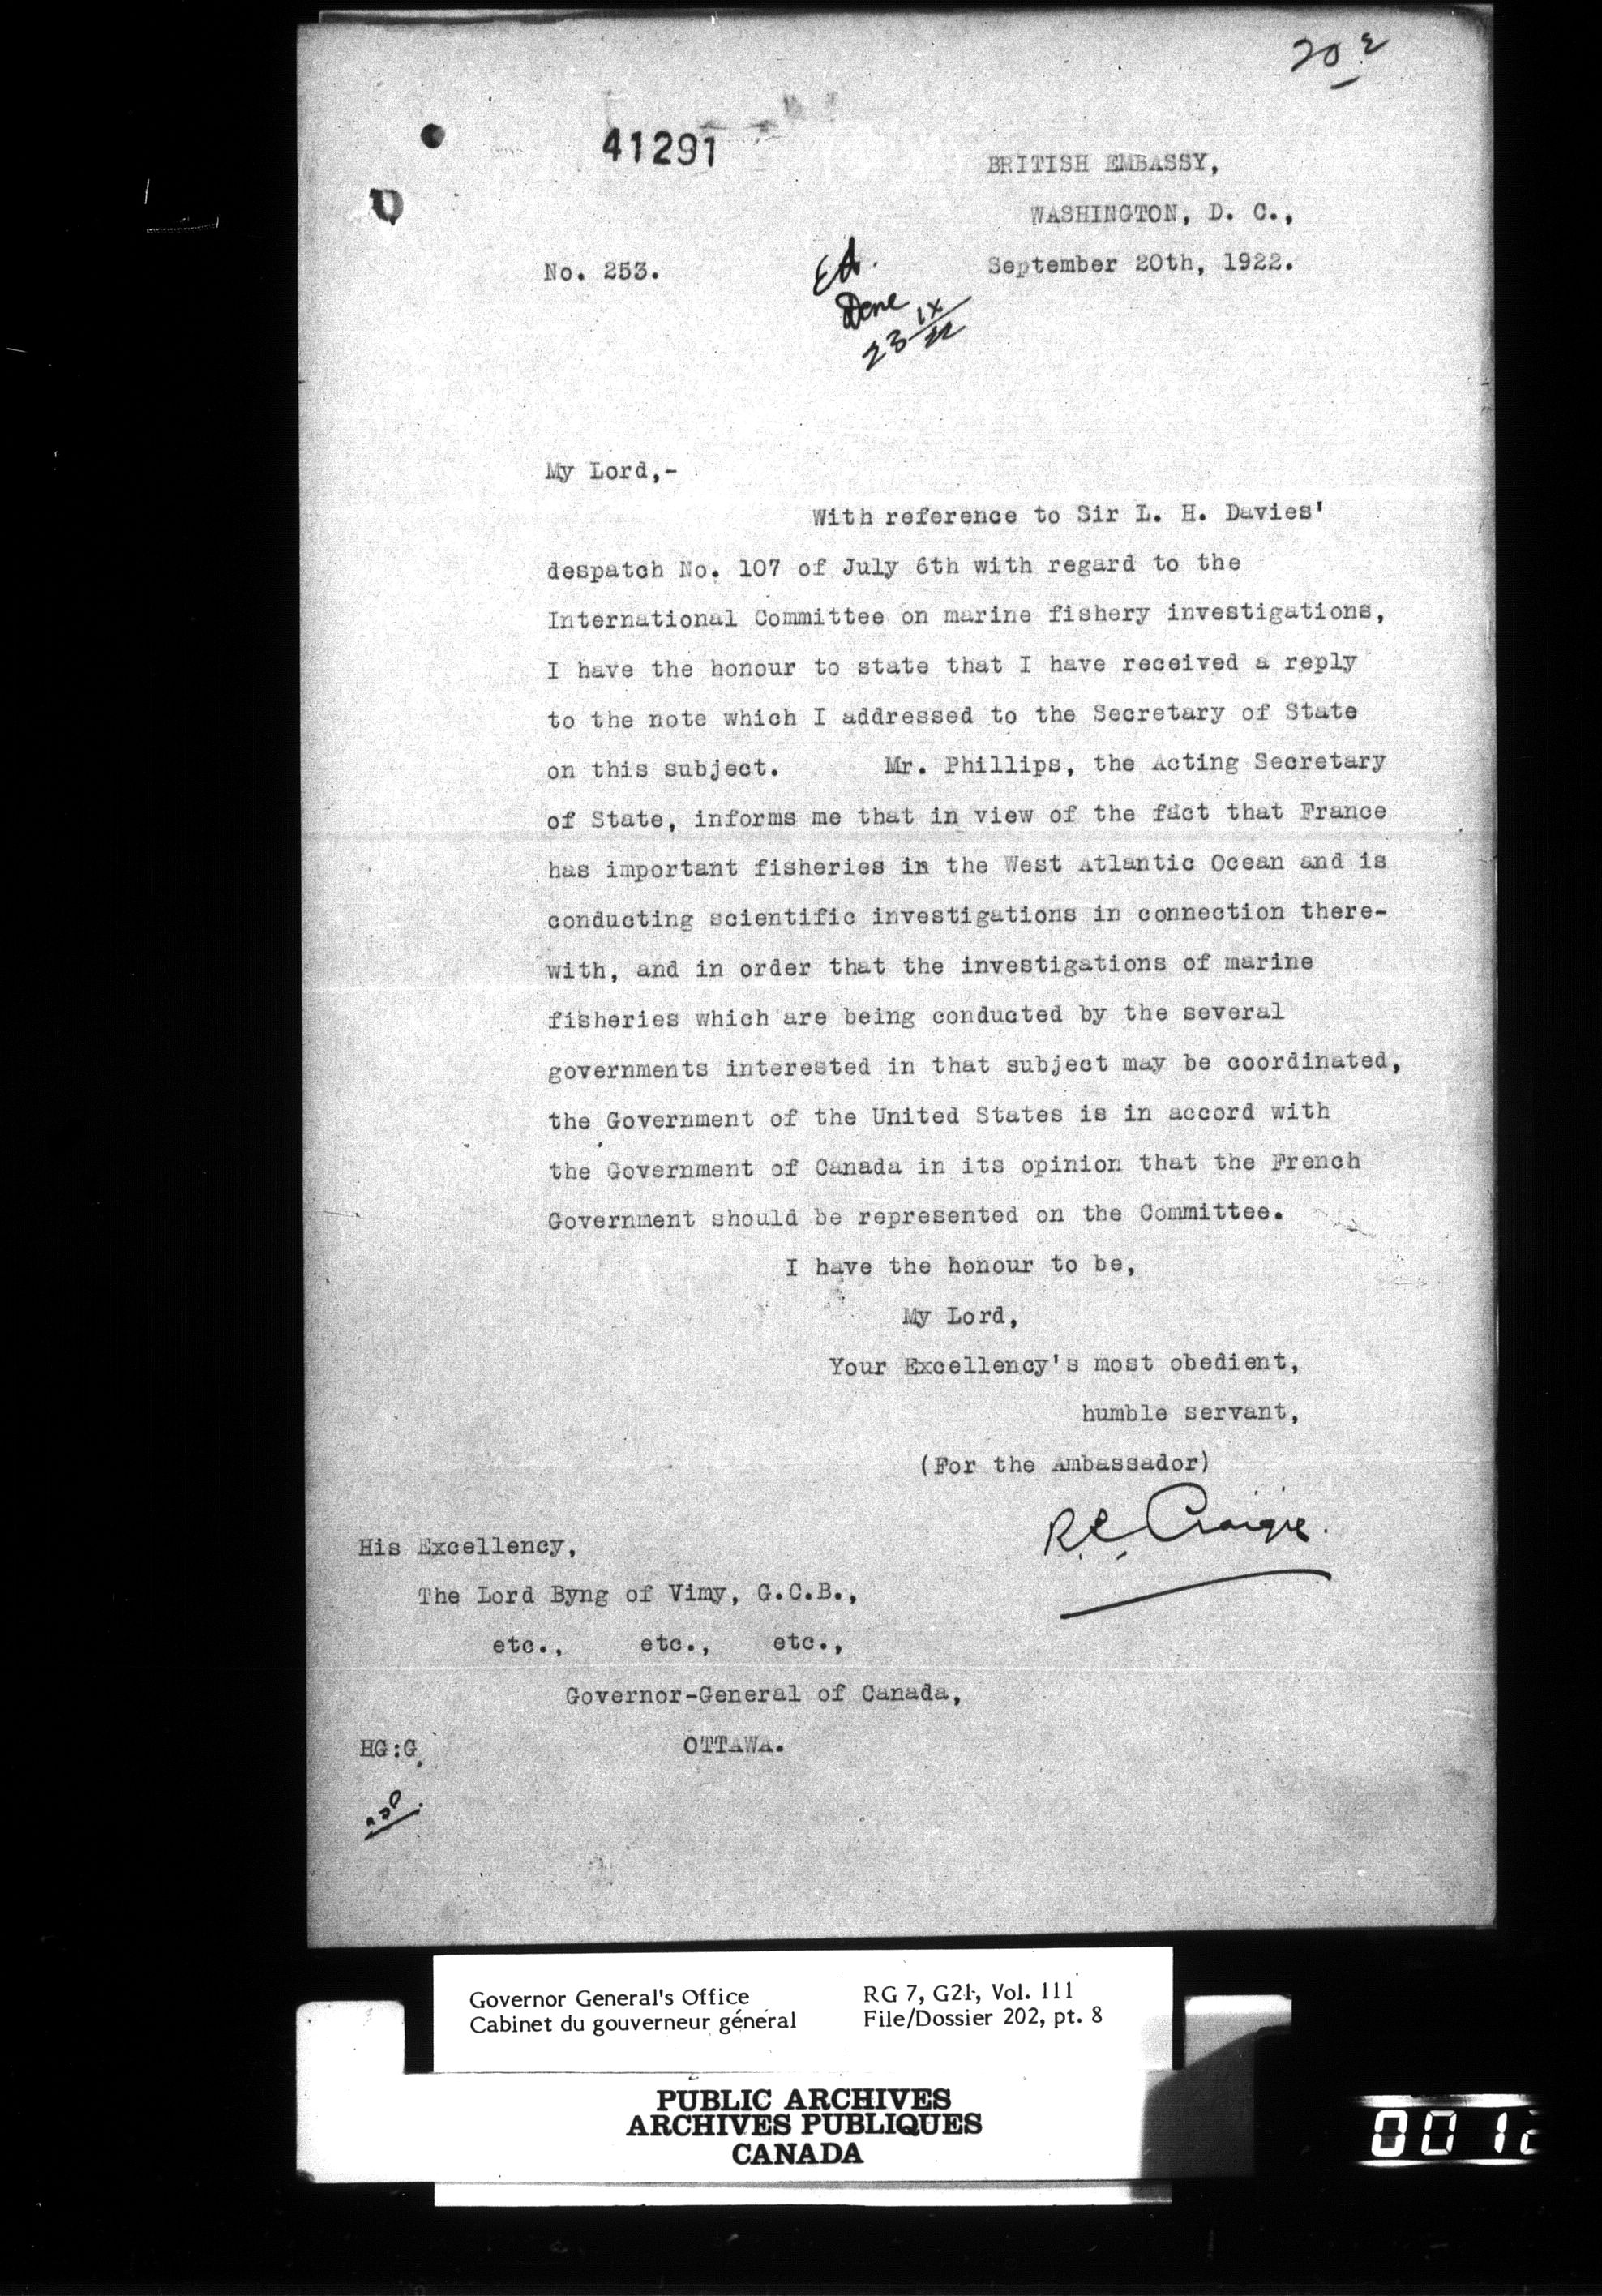 41291
BRITISH EMBASSY,
WASHINGTON, D. C.,
No. 253.
September 20th, 1922.
Done
23 IX
22
My Lord,-
With reference to Sir L. H. Davies'
despatch No. 107 of July 6th with regard to the
International Committee on marine fishery investigations,
I have the honour to state that I have received a reply
to the note which I addressed to the Secretary of State
on this subject. Mr. Phillips, the Acting Secretary
of State, informs me that in view of the fact that France
has important fisheries in the West Atlantic Ocean and is
conducting scientific investigations in connection there-
with, and in order that the investigations of marine
fisheries which are being conducted by the several
governments interested in that subject may be coordinated,
the Government of the United States is in accord with
the Government of Canada in its opinion that the French
Government should be represented on the Committee.
I have the honour to be,
My Lord,
Your Excellency's most obedient,
humble servant,
(For the Ambassador)
R. Craigie.
His Excellency,
The Lord Byng of Vimy, G.C.B.,
etc., etc., etc.,
Governor-General of Canada,
HG:G
OTTAWA.
Governor General's Office
Cabinet du gouverneur général
RG 7, G21, Vol. 111
File/Dossier 202, pt. 8
PUBLIC ARCHIVES
ARCHIVES PUBLIQUES
CANADA
001